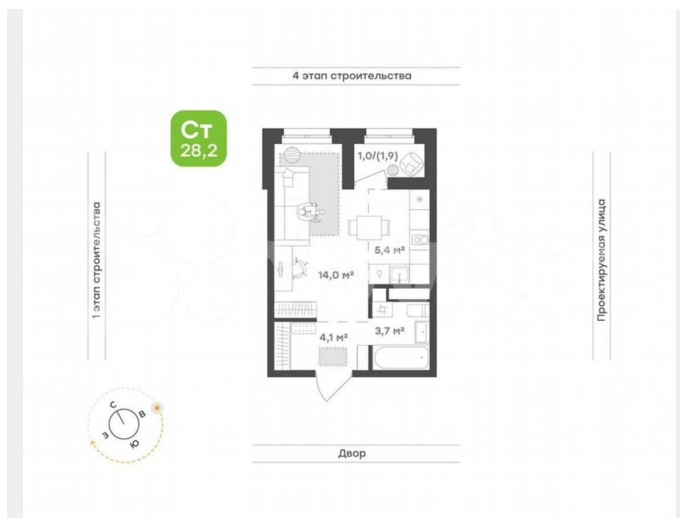 4 этап строительства
Ст
28,2
1,0/(1,9)
1 этап строительства
Проектируемая улица
5,4 м²
14,0 м²
4,1 м²
3,7 м²
С
В
З
Ю
Двор